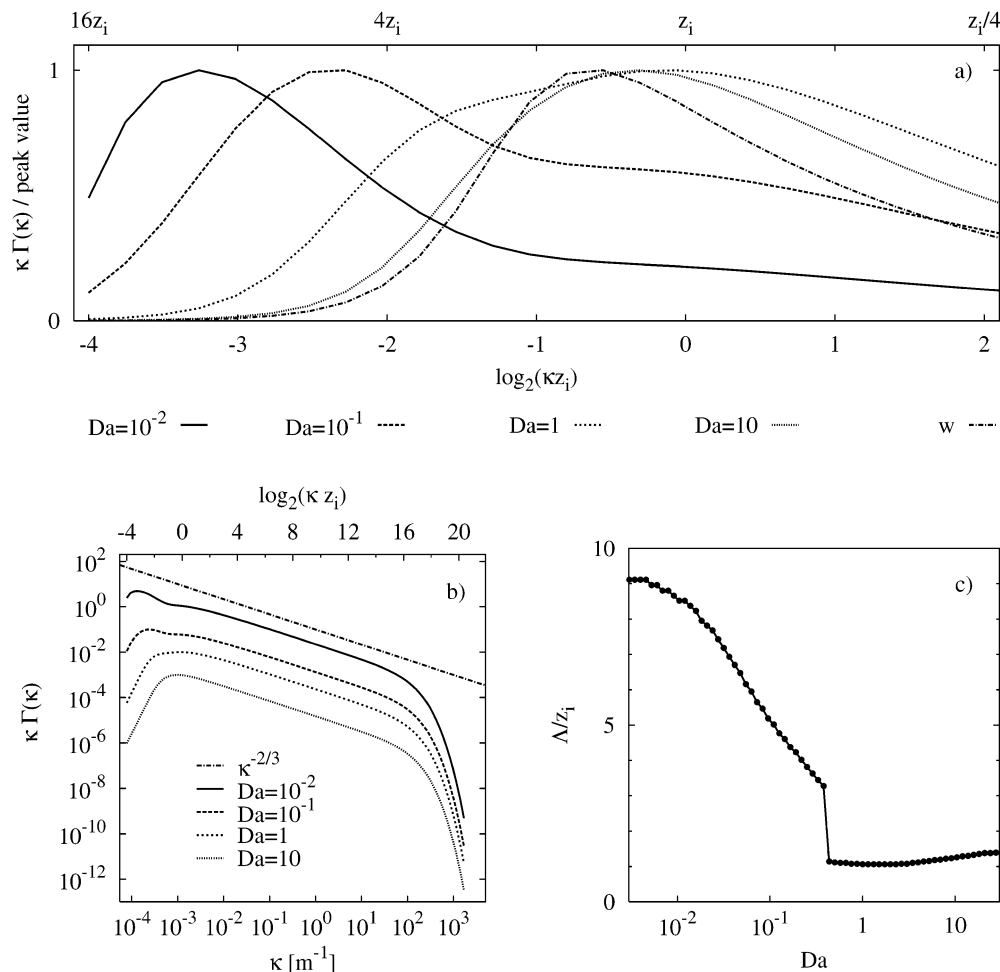 16z_i 4z_i z_i z_i/4
a)
1
0
κ Γ(κ) / peak value
-4 -3 -2 -1 0 1 2
log_2(κz_i)
Da=10^-2 Da=10^-1 Da=1 Da=10 w
log_2(κ z_i)
-4 0 4 8 12 16 20
b)
10^2
10^0
10^-2
10^-4
10^-6
10^-8
10^-10
10^-12
κ Γ(κ)
κ^-2/3
Da=10^-2
Da=10^-1
Da=1
Da=10
10^-4 10^-3 10^-2 10^-1 10^0 10^1 10^2 10^3
κ [m^-1]
c)
10
5
0
Λ/z_i
10^-2 10^-1 1 10
Da